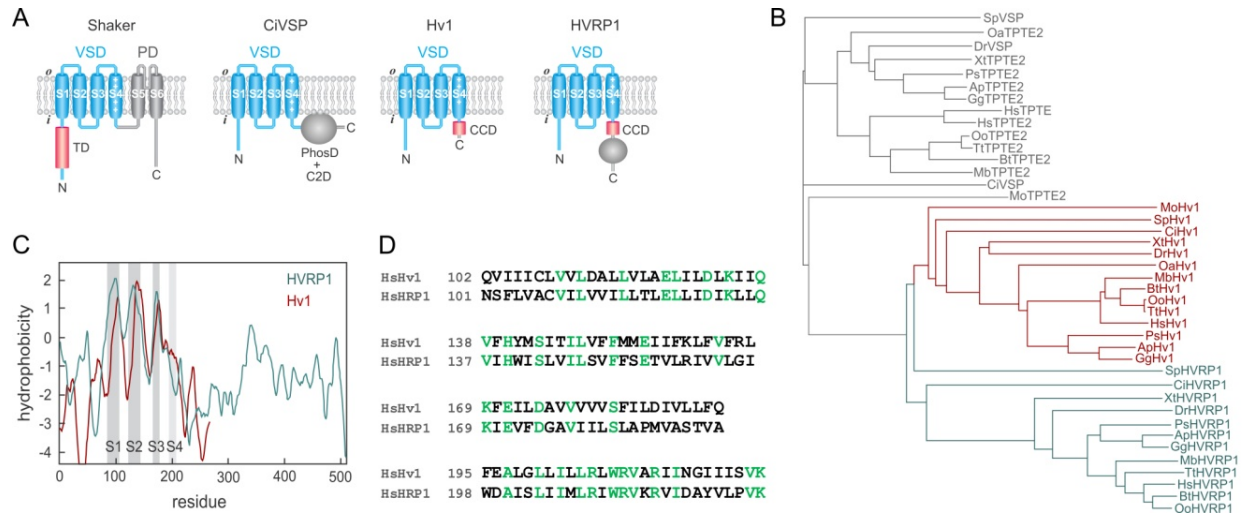 A
Shaker
CiVSP
Hv1
HVRP1
VSD
PD
VSD
VSD
VSD
o
i
S1
S2
S3
S4
S5
S6
TD
N
C
o
i
S1
S2
S3
S4
N
C
PhosD
+
C2D
o
i
S1
S2
S3
S4
N
CCD
C
o
i
S1
S2
S3
S4
N
CCD
C
B
SpVSP
OaTPTE2
DrVSP
XtTPTE2
PsTPTE2
ApTPTE2
GgTPTE2
HsTPTE
HsTPTE2
OoTPTE2
TtTPTE2
BtTPTE2
MbTPTE2
CiVSP
MoTPTE2
MoHv1
SpHv1
CiHv1
XtHv1
DrHv1
OaHv1
MbHv1
BtHv1
OoHv1
TtHv1
HsHv1
PsHv1
ApHv1
GgHv1
SpHVRP1
CiHVRP1
XtHVRP1
DrHVRP1
PsHVRP1
ApHVRP1
GgHVRP1
MbHVRP1
TtHVRP1
HsHVRP1
BtHVRP1
OoHVRP1
C
HVRP1
Hv1
hydrophobicity
2
1
0
-1
-2
-3
-4
S1 S2 S3 S4
0 100 200 300 400 500
residue
D
HsHv1 102 QVIIICLVVLDALLVLAELILDLKIIQ
HsHRP1 101 NSFLVACVILVVILLTLELLIDIKLLQ
HsHv1 138 VFHYMSITILVFFMMEIIFKLFVFRL
HsHRP1 137 VIHWISLVILSVFFSETVLRIVVLGI
HsHv1 169 KFEILDAVVVVVSFILDIVLLFQ
HsHRP1 169 KIEVFDGAVIILSLAPMVASTVA
HsHv1 195 FEALGLLILLRLWRVARIINGIIISVK
HsHRP1 198 WDAISLIIMLRIWRVKRVIDAYVLPVK